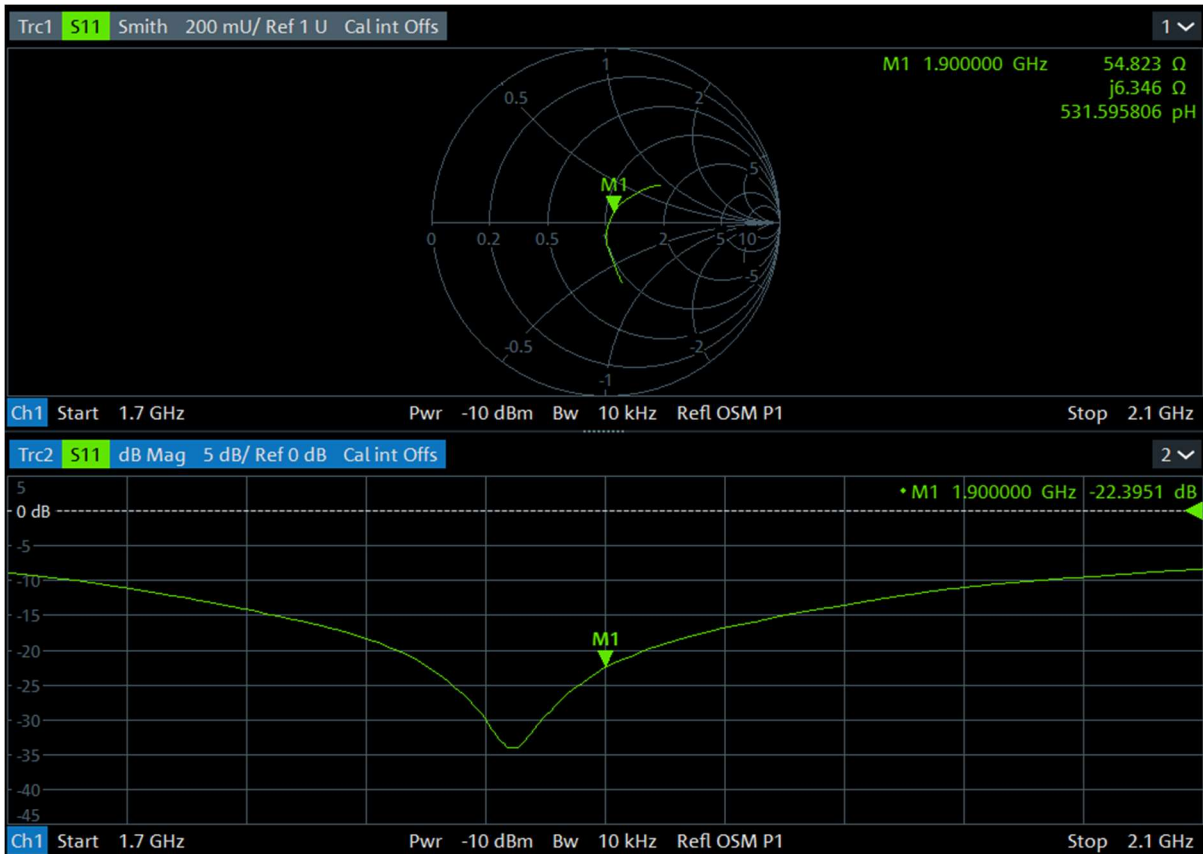 Trc1 S11 Smith 200 mU/ Ref 1 U Cal int Offs 1
M1 1.900000 GHz 54.823 Ω
j6.346 Ω
531.595806 pH
1
0.5 2
5
M1
0 0.2 0.5 2 5 10
-5
-0.5 -2
-1
Ch1 Start 1.7 GHz Pwr -10 dBm Bw 10 kHz Refl OSM P1 Stop 2.1 GHz
Trc2 S11 dB Mag 5 dB/ Ref 0 dB Cal int Offs 2
5 M1 1.900000 GHz -22.3951 dB
0 dB
-5
-10
-15
M1
-20
-25
-30
-35
-40
-45
Ch1 Start 1.7 GHz Pwr -10 dBm Bw 10 kHz Refl OSM P1 Stop 2.1 GHz